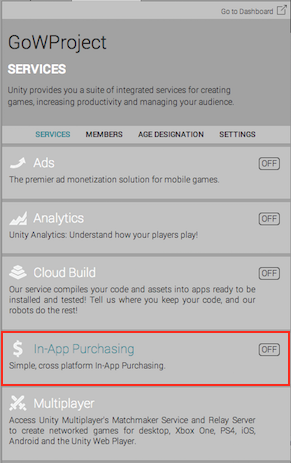 Go to Dashboard
GoWProject
SERVICES
Unity provides you a suite of integrated services for creating
games, increasing productivity and managing your audience.
SERVICES MEMBERS AGE DESIGNATION SETTINGS
Ads OFF
The premier ad monetization solution for mobile games.
Analytics OFF
Unity Analytics: Understand how your players play!
Cloud Build OFF
Our service compiles your code and assets into apps ready to be
installed and tested! Tell us where you keep your code, and our
robots do the rest!
In-App Purchasing OFF
Simple, cross platform In-App Purchasing.
Multiplayer
Access Unity Multiplayer's Matchmaker Service and Relay Server
to create networked games for desktop, Xbox One, PS4, iOS,
Android and the Unity Web Player.